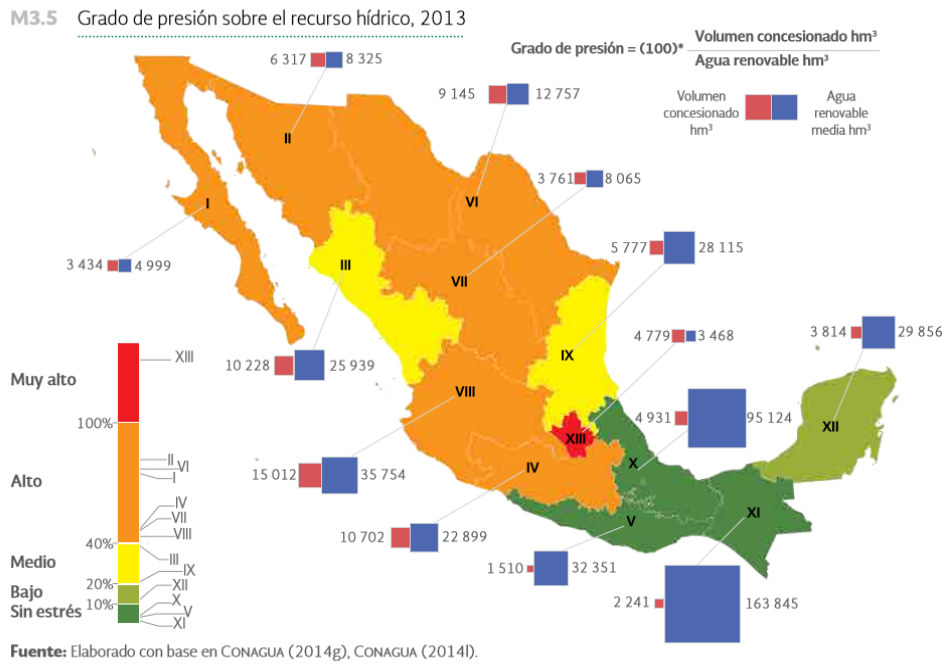 M3.5 Grado de presión sobre el recurso hídrico, 2013
Grado de presión = (100)* Volumen concesionado hm³
Agua renovable hm³
Volumen concesionado hm³
Agua renovable media hm³
6 317 8 325
II
9 145 12 757
VI
3 761 8 065
VII
I
3 434 4 999
5 777 28 115
IX
III
10 228 25 939
4 779 3 468
XIII
3 814 29 856
XII
VIII
15 012 35 754
4 931 95 124
X
IV
10 702 22 899
V
1 510 32 351
XI
2 241 163 845
Muy alto
XIII
100%
Alto
II
VI
I
IV
VII
VIII
40%
Medio
III
IX
20%
Bajo
XII
10%
Sin estrés
X
V
XI
Fuente: Elaborado con base en CONAGUA (2014g), CONAGUA (2014l).